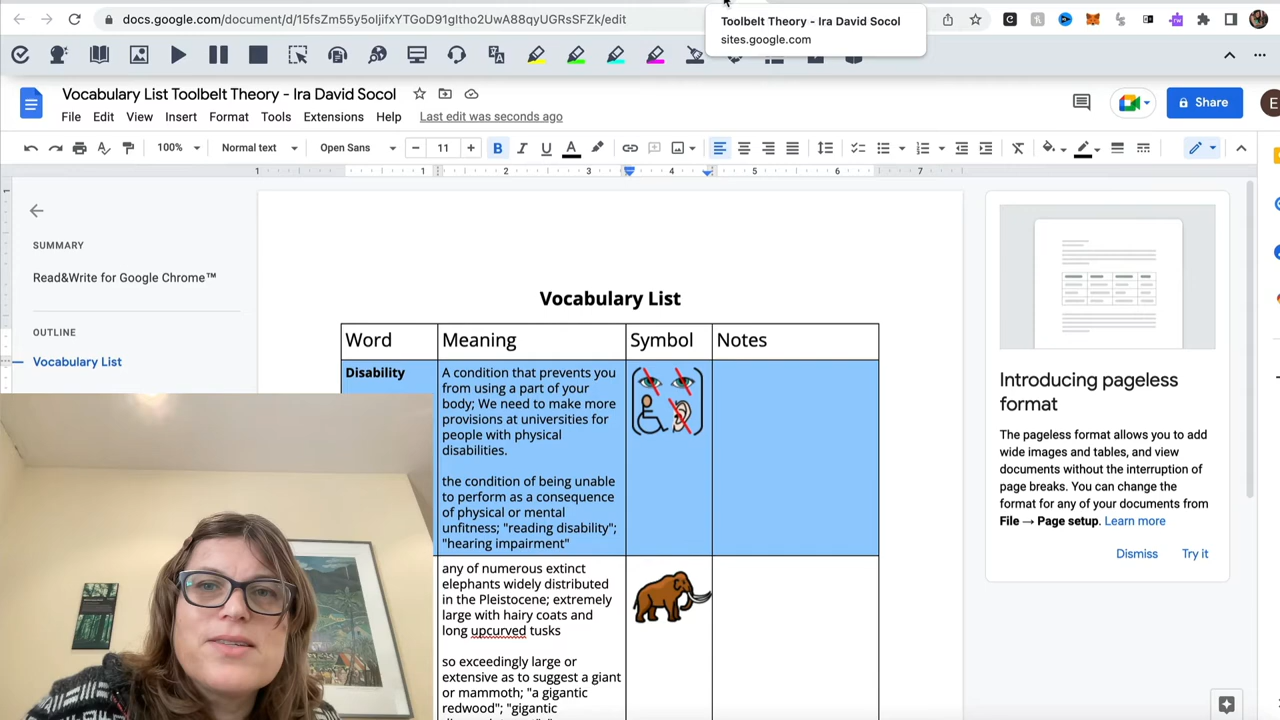 docs.google.com/document/d/15fsZm55y5oIjifxYTGoD91gItho2UwA88qyUGRsSFZk/edit
Toolbelt Theory - Ira David Socol
sites.google.com
Vocabulary List Toolbelt Theory - Ira David Socol
File Edit View Insert Format Tools Extensions Help Last edit was seconds ago
Share
E
100% Normal text Open Sans 11 B I U A
1 1 2 3 4 5 6 7
SUMMARY
Read&Write for Google Chrome™
OUTLINE
Vocabulary List
Vocabulary List
Word Meaning Symbol Notes
Disability
A condition that prevents you
from using a part of your
body; We need to make more
provisions at universities for
people with physical
disabilities.
the condition of being unable
to perform as a consequence
of physical or mental
unfitness; "reading disability";
"hearing impairment"
any of numerous extinct
elephants widely distributed
in the Pleistocene; extremely
large with hairy coats and
long upcurved tusks
so exceedingly large or
extensive as to suggest a giant
or mammoth; "a gigantic
redwood"; "gigantic
Introducing pageless
format
The pageless format allows you to add
wide images and tables, and view
documents without the interruption of
page breaks. You can change the
format for any of your documents from
File → Page setup. Learn more
Dismiss Try it